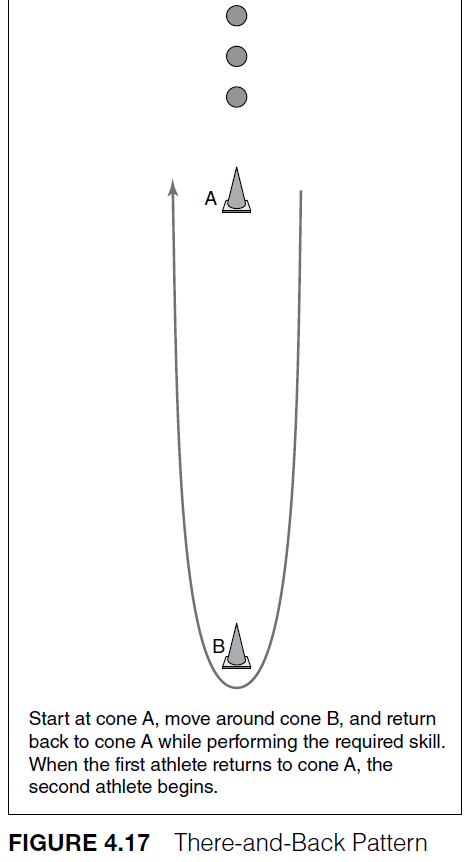 A
B
Start at cone A, move around cone B, and return
back to cone A while performing the required skill.
When the first athlete returns to cone A, the
second athlete begins.
FIGURE 4.17 There-and-Back Pattern